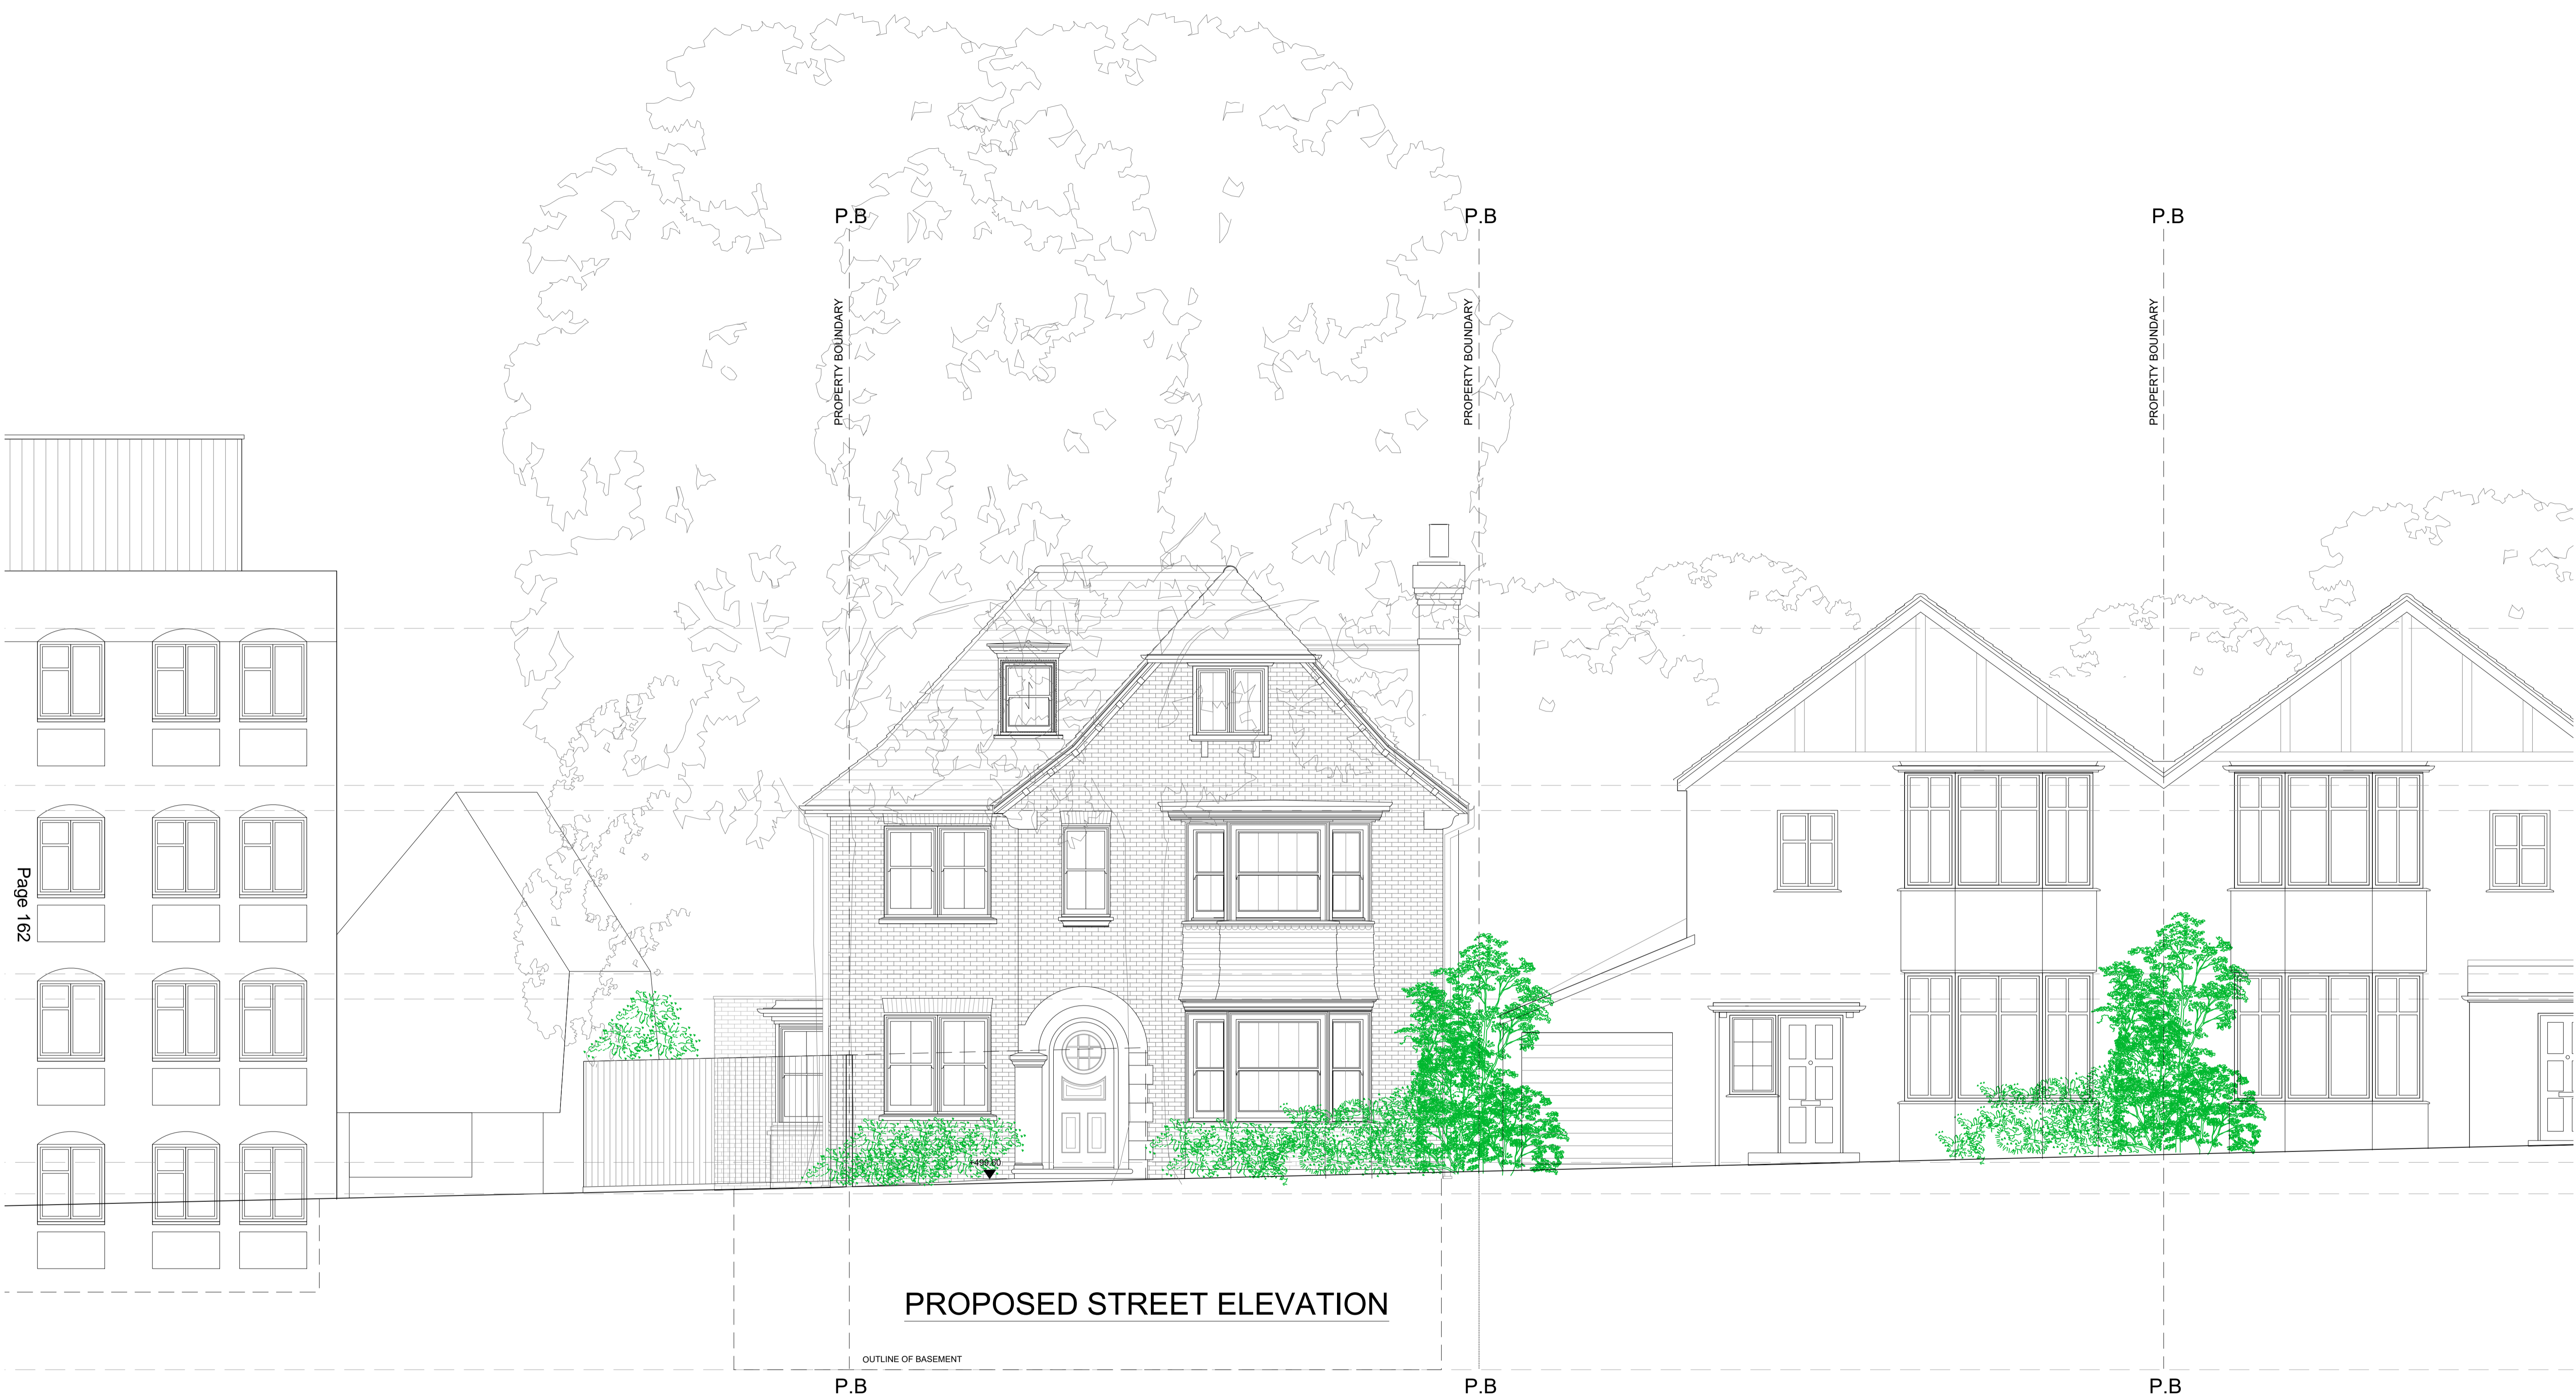 P.B
P.B
P.B
PROPERTY BOUNDARY
PROPERTY BOUNDARY
PROPERTY BOUNDARY
Page 162
PROPOSED STREET ELEVATION
OUTLINE OF BASEMENT
P.B
P.B
P.B